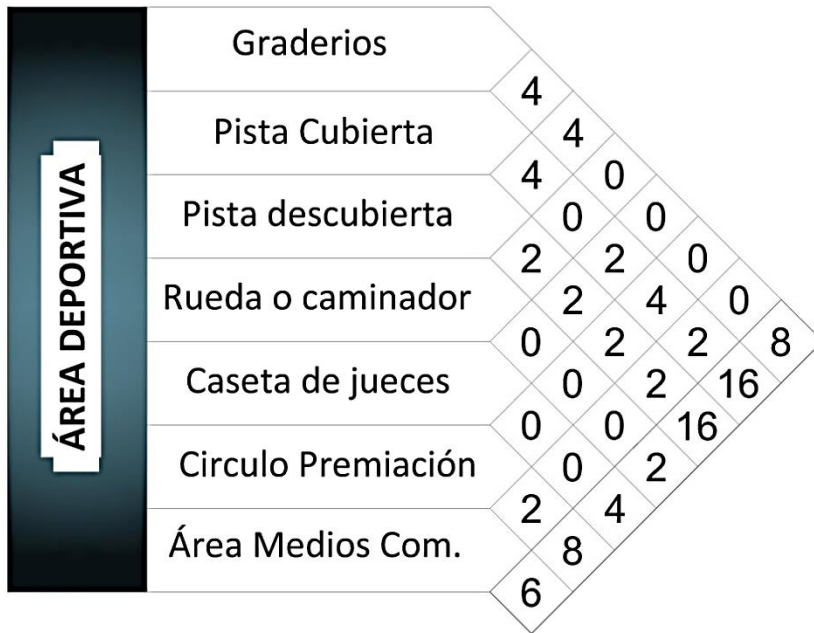 ÁREA DEPORTIVA
Graderios
Pista Cubierta
Pista descubierta
Rueda o caminador
Caseta de jueces
Circulo Premiación
Área Medios Com.
4
4
4 0
0 0
2 2 0
2 4 0
0 2 2 8
0 2 16
0 0 16
0 2
2 4
8
6